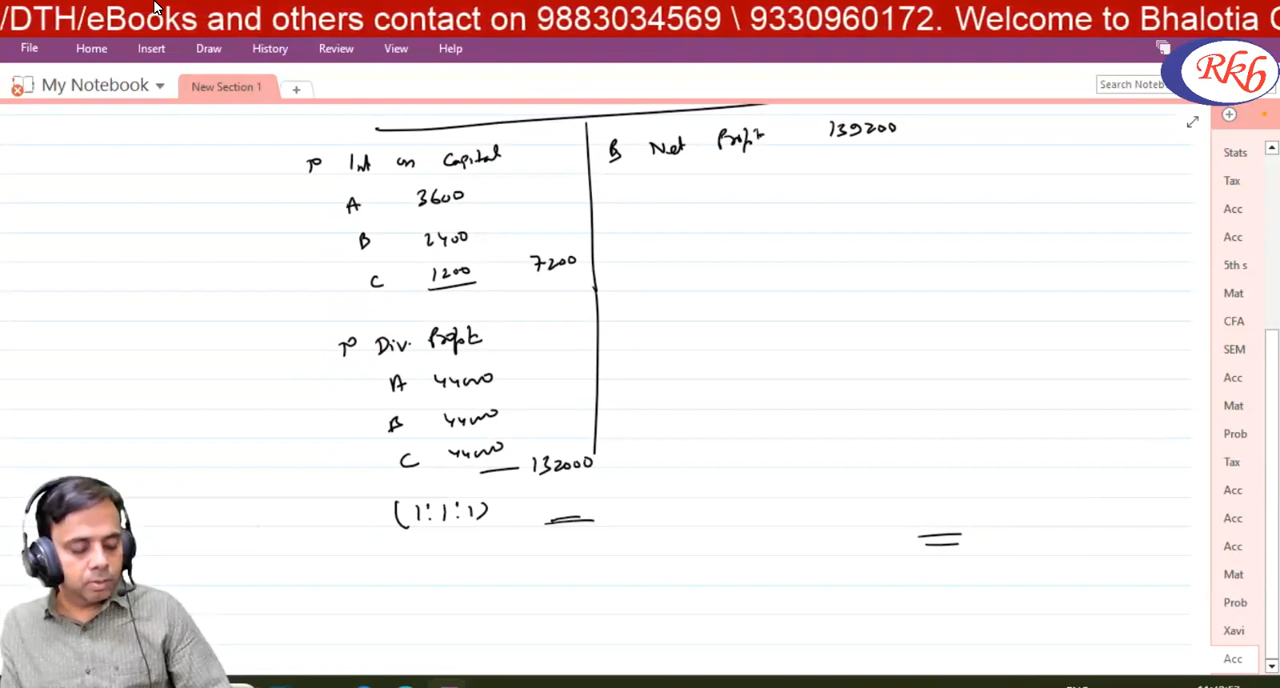 /DTH/eBooks and others contact on 9883034569 \ 9330960172. Welcome to Bhalotia C
File Home Insert Draw History Review View Help
Rkb
My Notebook
New Section 1
+
Search Noteb
To Int on Capital
A 3600
B 2400
C 1200 7200
B Net Profit 139200
To Div. Profit
A 44000
B 44000
C 44000 132000
(1:1:1)
Stats
Tax
Acc
Acc
5th s
Mat
CFA
SEM
Acc
Mat
Prob
Tax
Acc
Acc
Acc
Mat
Prob
Xavi
Acc